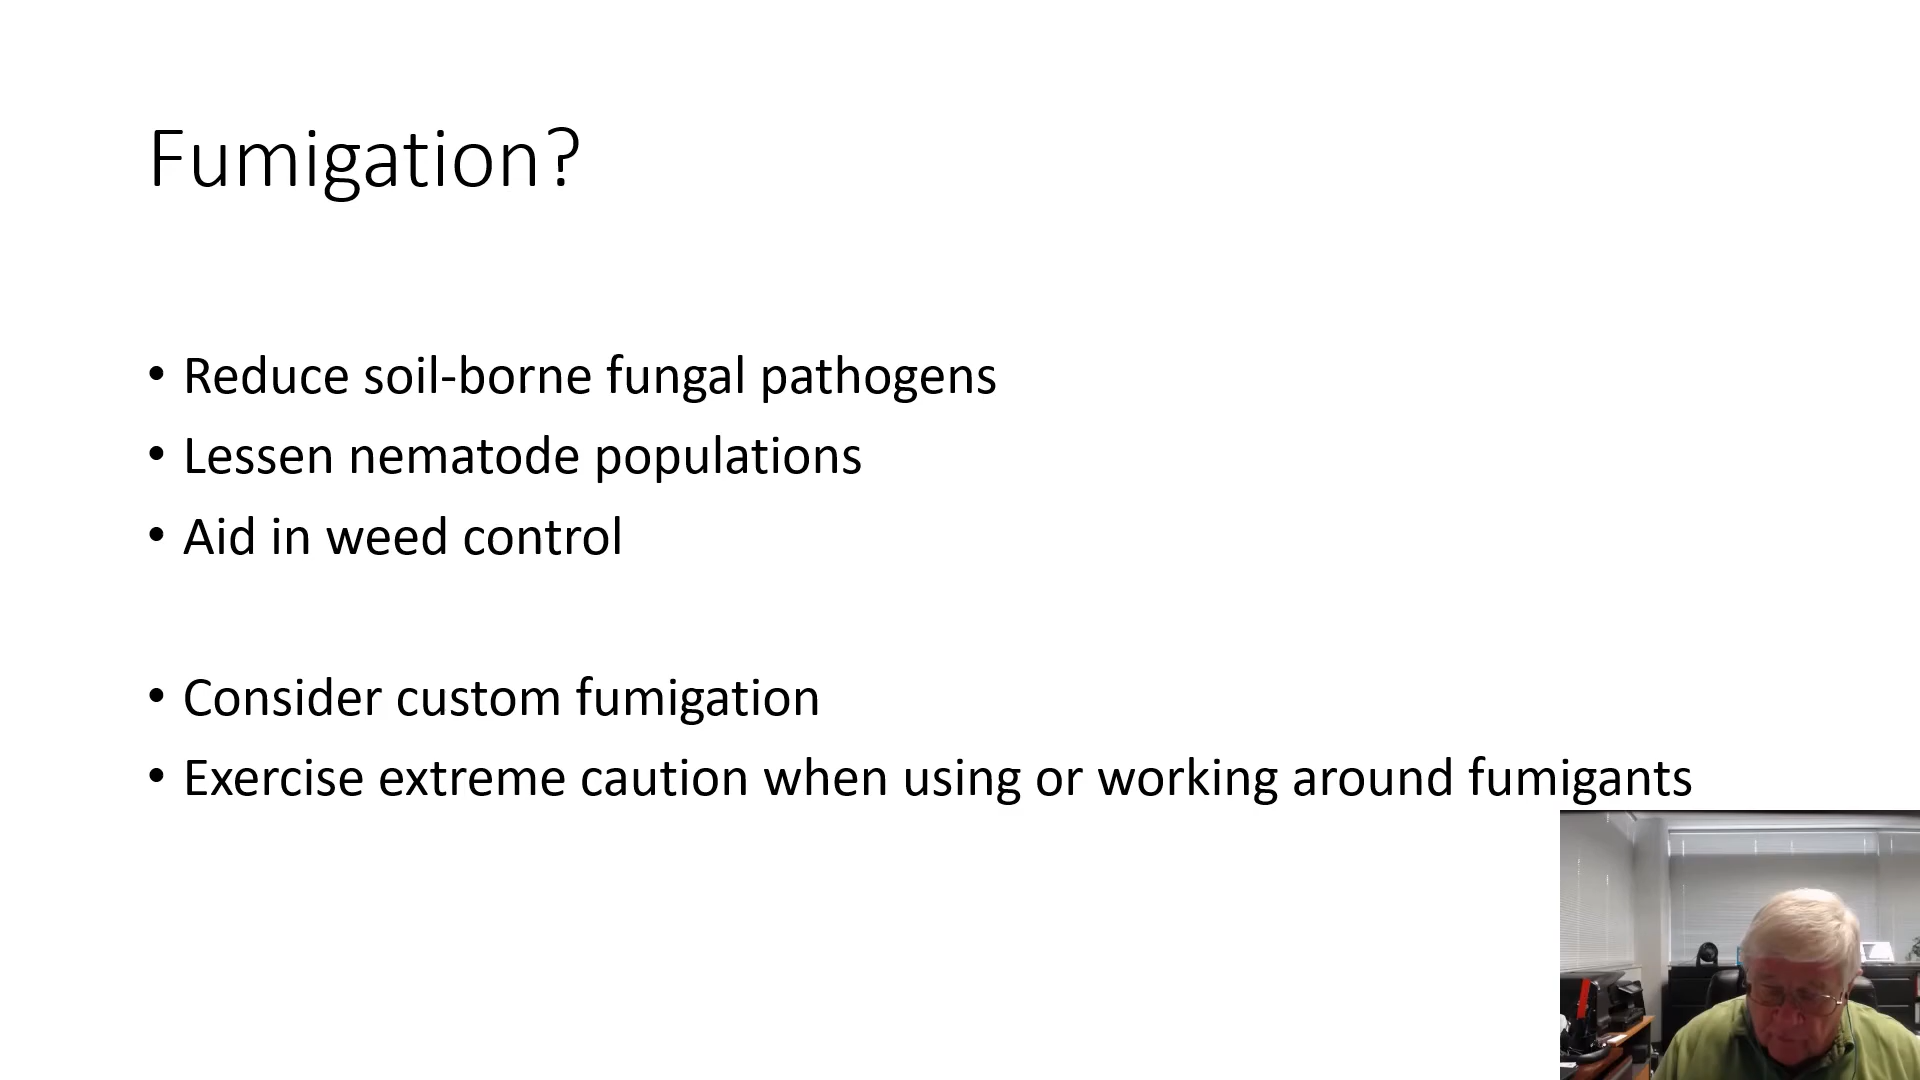 Fumigation?
• Reduce soil-borne fungal pathogens
• Lessen nematode populations
• Aid in weed control
• Consider custom fumigation
• Exercise extreme caution when using or working around fumigants